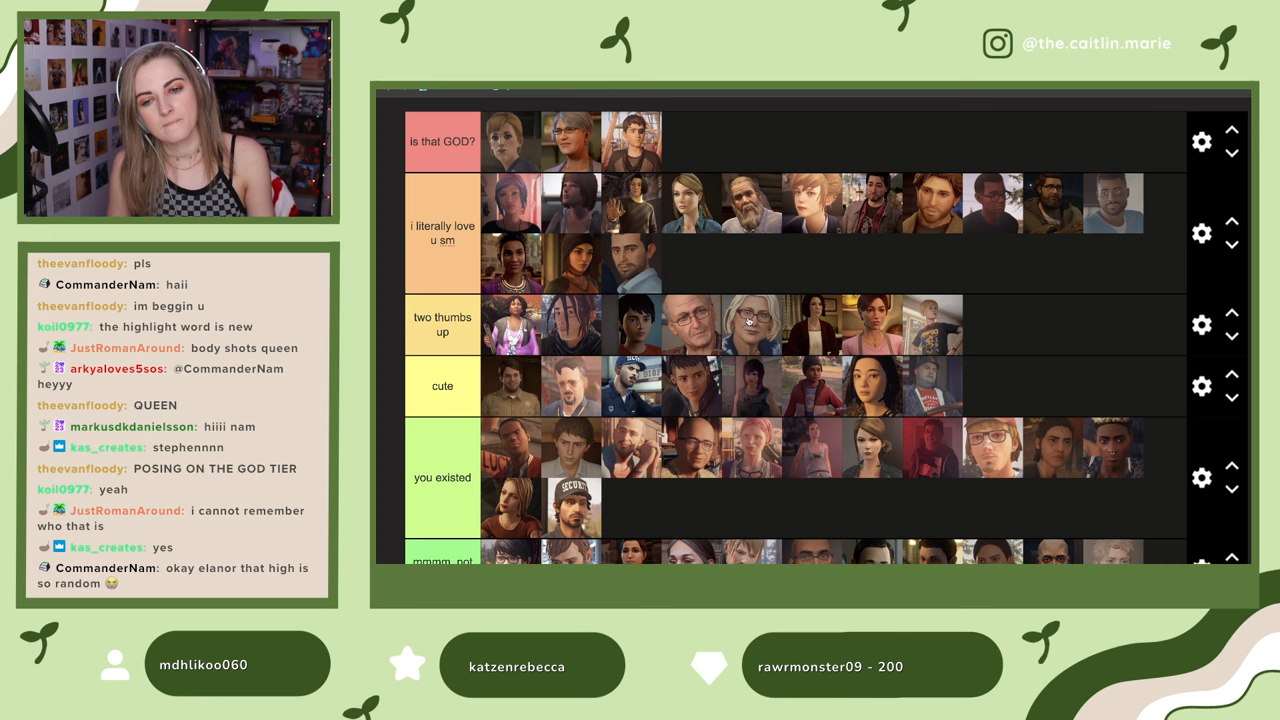 @the.caitlin.marie
theevanfloody: pls
CommanderNam: haii
theevanfloody: im beggin u
koil0977: the highlight word is new
JustRomanAround: body shots queen
arkyaloves5sos: @CommanderNam
heyyy
theevanfloody: QUEEN
markusdkdanielsson: hiiii nam
kas_creates: stephennnn
theevanfloody: POSING ON THE GOD TIER
koil0977: yeah
JustRomanAround: i cannot remember
who that is
kas_creates: yes
CommanderNam: okay elanor that high is
so random 😂
is that GOD?
i literally love
u sm
two thumbs
up
cute
you existed
SECURITY
mmmm, not
mdhlikoo060
katzenrebecca
rawrmonster09 - 200